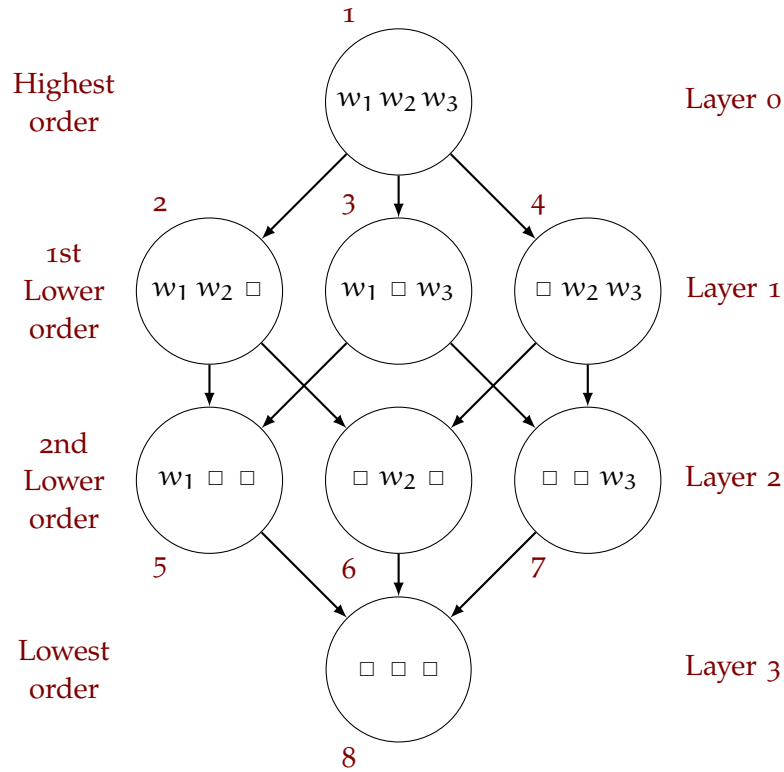 1
Highest
order
w₁ w₂ w₃
Layer 0
2
3
4
1st
Lower
order
w₁ w₂ □
w₁ □ w₃
□ w₂ w₃
Layer 1
2nd
Lower
order
w₁ □ □
□ w₂ □
□ □ w₃
Layer 2
5
6
7
Lowest
order
□ □ □
Layer 3
8